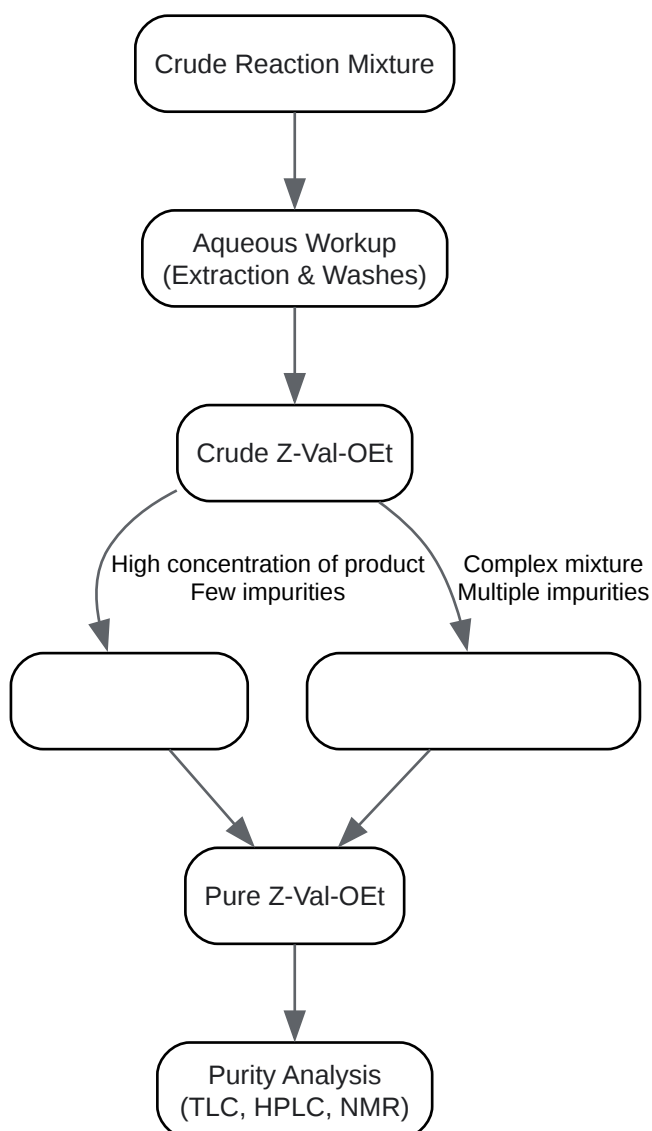 Crude Reaction Mixture
Aqueous Workup
(Extraction & Washes)
Crude Z-Val-OEt
High concentration of product
Few impurities
Complex mixture
Multiple impurities
Pure Z-Val-OEt
Purity Analysis
(TLC, HPLC, NMR)